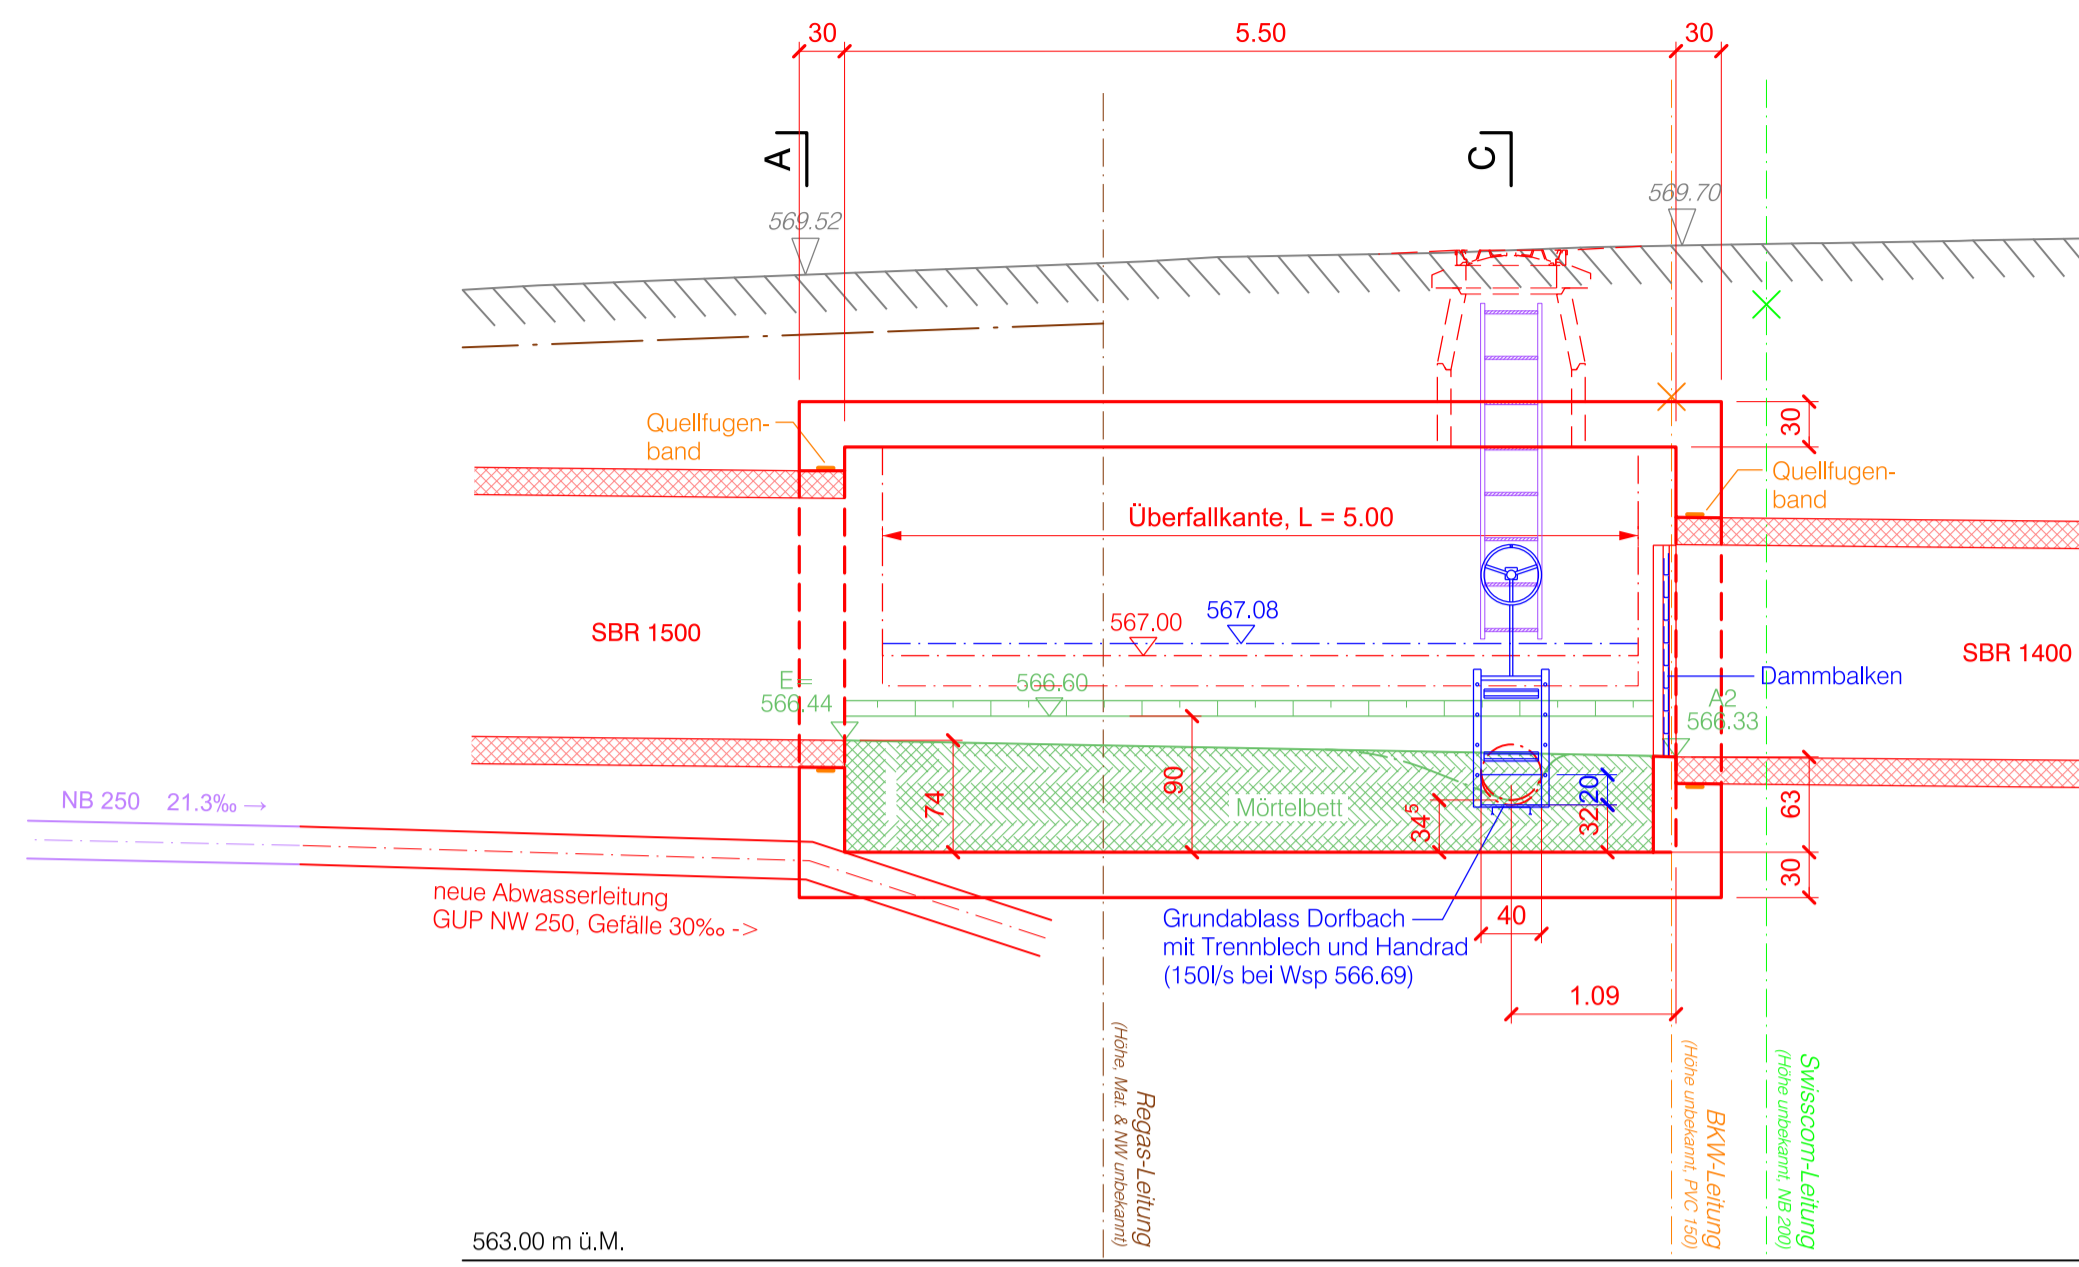 30
5.50
30
A
C
569.52
569.70
Quellfugen-
band
30
Quellfugen-
band
Überfallkante, L = 5.00
SBR 1500
567.00
567.08
SBR 1400
E =
566.44
566.60
Dammbalken
A2
566.33
NB 250 21.3‰ →
74
90
Mörtelbett
34⁵
32
20
63
30
neue Abwasserleitung
GUP NW 250, Gefälle 30‰ ->
Grundablass Dorfbach
mit Trennblech und Handrad
(150l/s bei Wsp 566.69)
40
1.09
Regas-Leitung
(Höhe, Mat. & NW unbekannt)
BKW-Leitung
(Höhe unbekannt, PVC 150)
Swisscom-Leitung
(Höhe unbekannt, NB 200)
563.00 m ü.M.